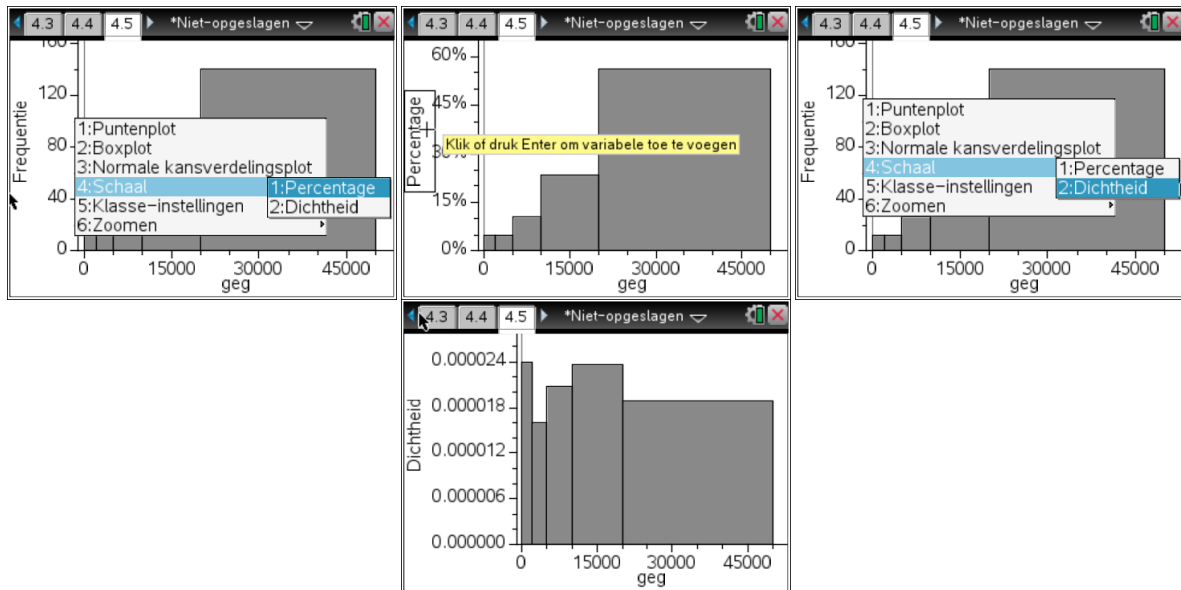 4.3 4.4 4.5 *Niet-opgeslagen
160
120
80
40
0
Frequentie
1:Puntenplot
2:Boxplot
3:Normale kansverdelingsplot
4:Schaal
1:Percentage
5:Klasse-instellingen
2:Dichtheid
6:Zoomen
0 15000 30000 45000
geg
4.3 4.4 4.5 *Niet-opgeslagen
60%
45%
30%
15%
0%
Percentage
Klik of druk Enter om variabele toe te voegen
0 15000 30000 45000
geg
4.3 4.4 4.5 *Niet-opgeslagen
160
120
80
40
0
Frequentie
1:Puntenplot
2:Boxplot
3:Normale kansverdelingsplot
4:Schaal
1:Percentage
5:Klasse-instellingen
2:Dichtheid
6:Zoomen
0 15000 30000 45000
geg
4.3 4.4 4.5 *Niet-opgeslagen
0.000024
0.000018
0.000012
0.000006
0.000000
Dichtheid
0 15000 30000 45000
geg